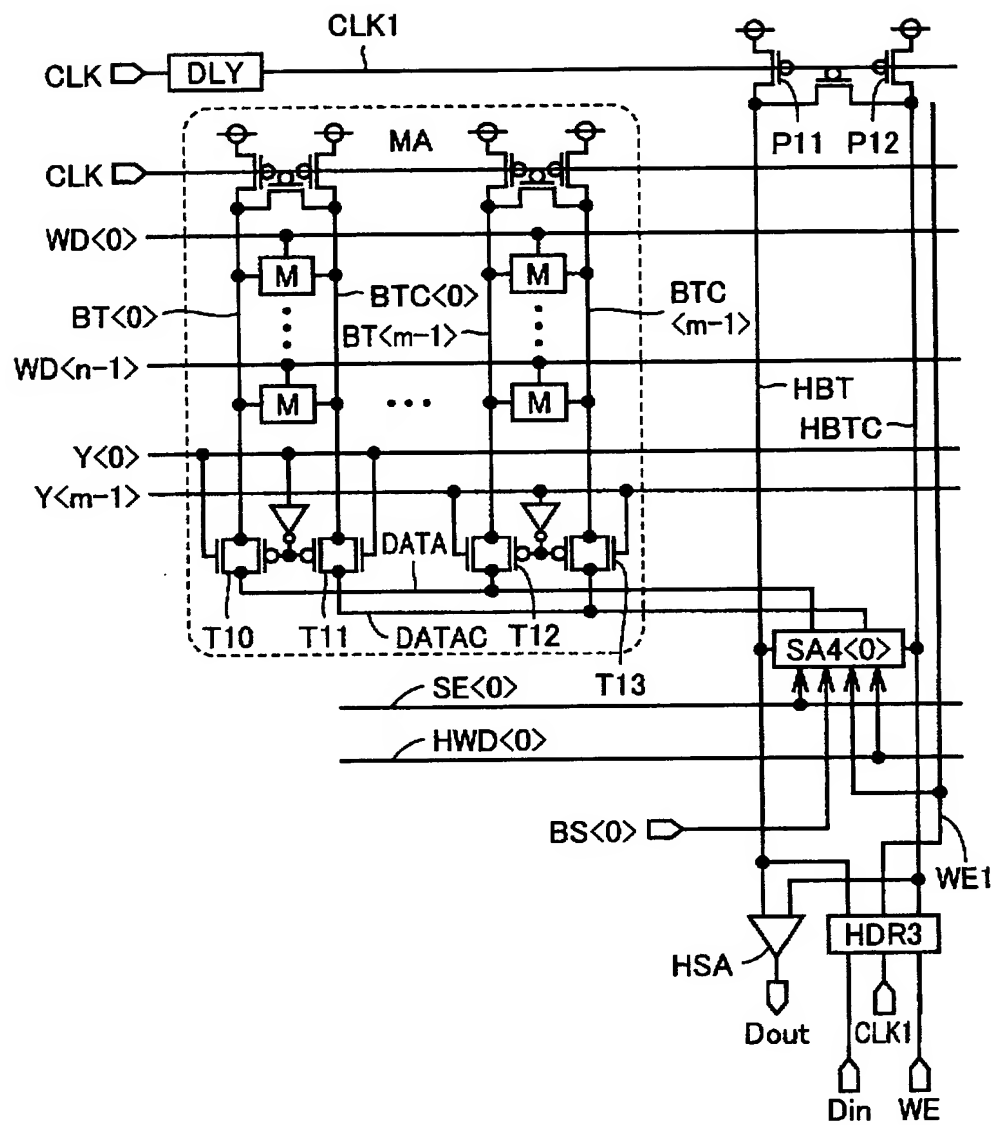 CLK1
CLK DLY
P11 P12
MA
CLK
WD<0>
M M
BT<0> BTC<0> BT<m-1> BTC
<m-1>
WD<n-1>
M M
HBT
HBTC
Y<0>
Y<m-1>
DATA
T10 T11 DATAC T12
T13
SA4<0>
SE<0>
HWD<0>
BS<0>
WE1
HSA HDR3
Dout CLK1
Din WE